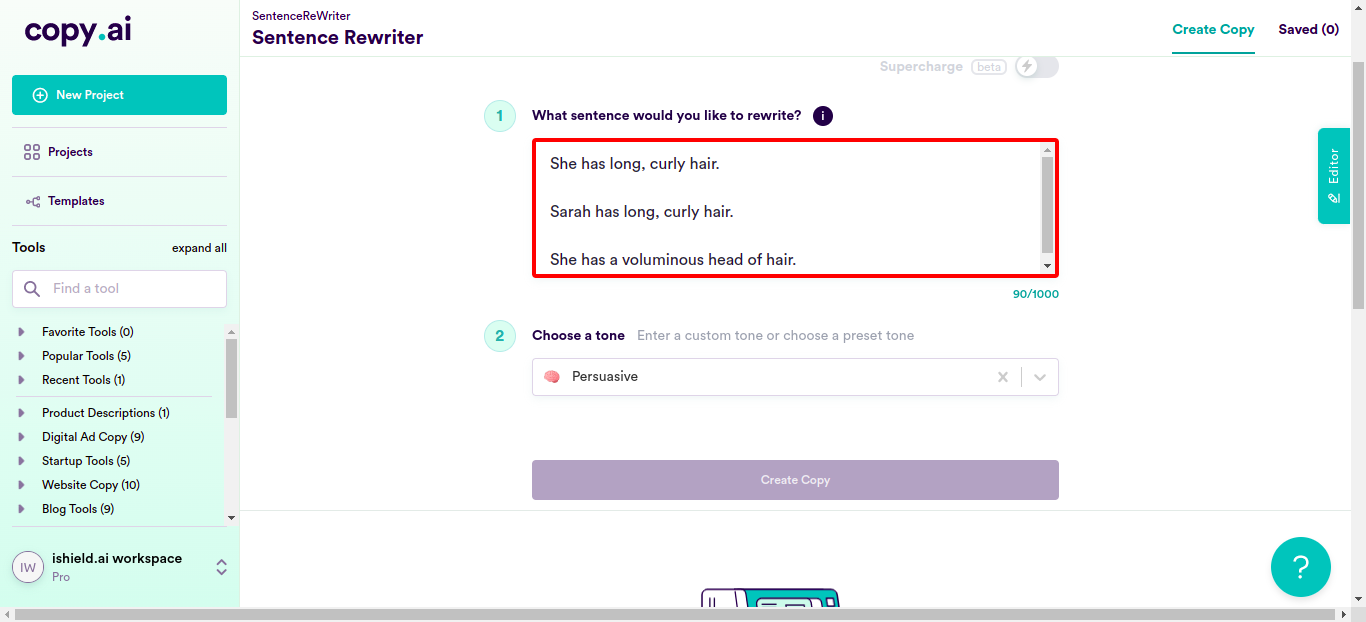 copy.ai
New Project
Projects
Templates
Tools
expand all
Find a tool
Favorite Tools (0)
Popular Tools (5)
Recent Tools (1)
Product Descriptions (1)
Digital Ad Copy (9)
Startup Tools (5)
Website Copy (10)
Blog Tools (9)
IW
ishield.ai workspace
Pro
SentenceReWriter
Sentence Rewriter
Create Copy
Saved (0)
Supercharge beta
1
What sentence would you like to rewrite?
i
She has long, curly hair.
Sarah has long, curly hair.
She has a voluminous head of hair.
90/1000
2
Choose a tone Enter a custom tone or choose a preset tone
Persuasive
Create Copy
Editor
?